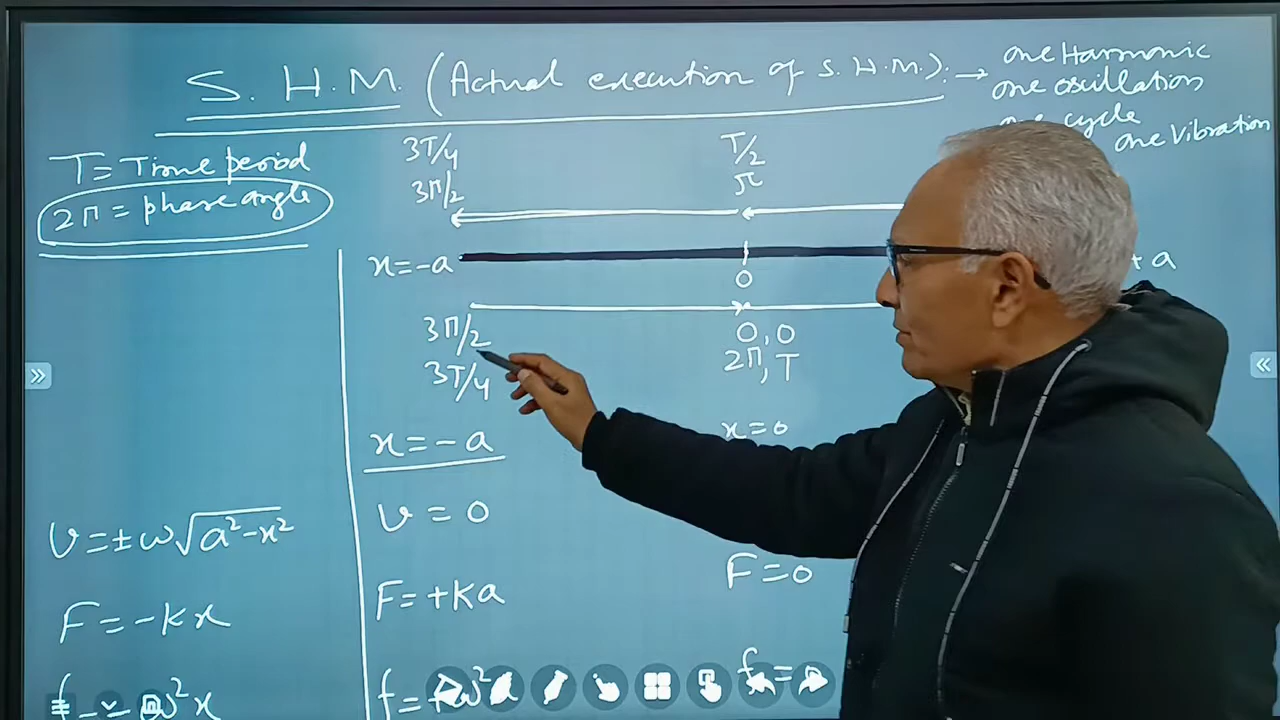 S. H. M. (Actual execution of S.H.M.) → one Harmonic
one oscillation
one cycle
one Vibration
T = Time period
2π = phase angle
3T/4
3π/2
T/2
π
x = -a
0
+a
3π/2
3T/4
0, 0
2π, T
x = -a
x = 0
v = ±ω√a²-x²
v = 0
F = -kx
F = +ka
F = 0